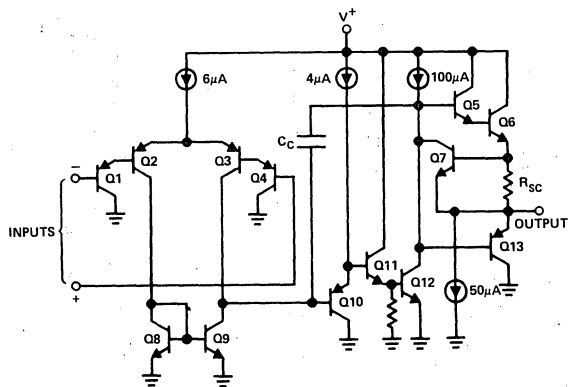 V+
6μA
4μA
100μA
Q5
Q6
CC
Q2
Q3
Q7
Q1
Q4
RSC
−
OUTPUT
INPUTS
Q11
Q13
Q12
+
Q10
50μA
Q8
Q9